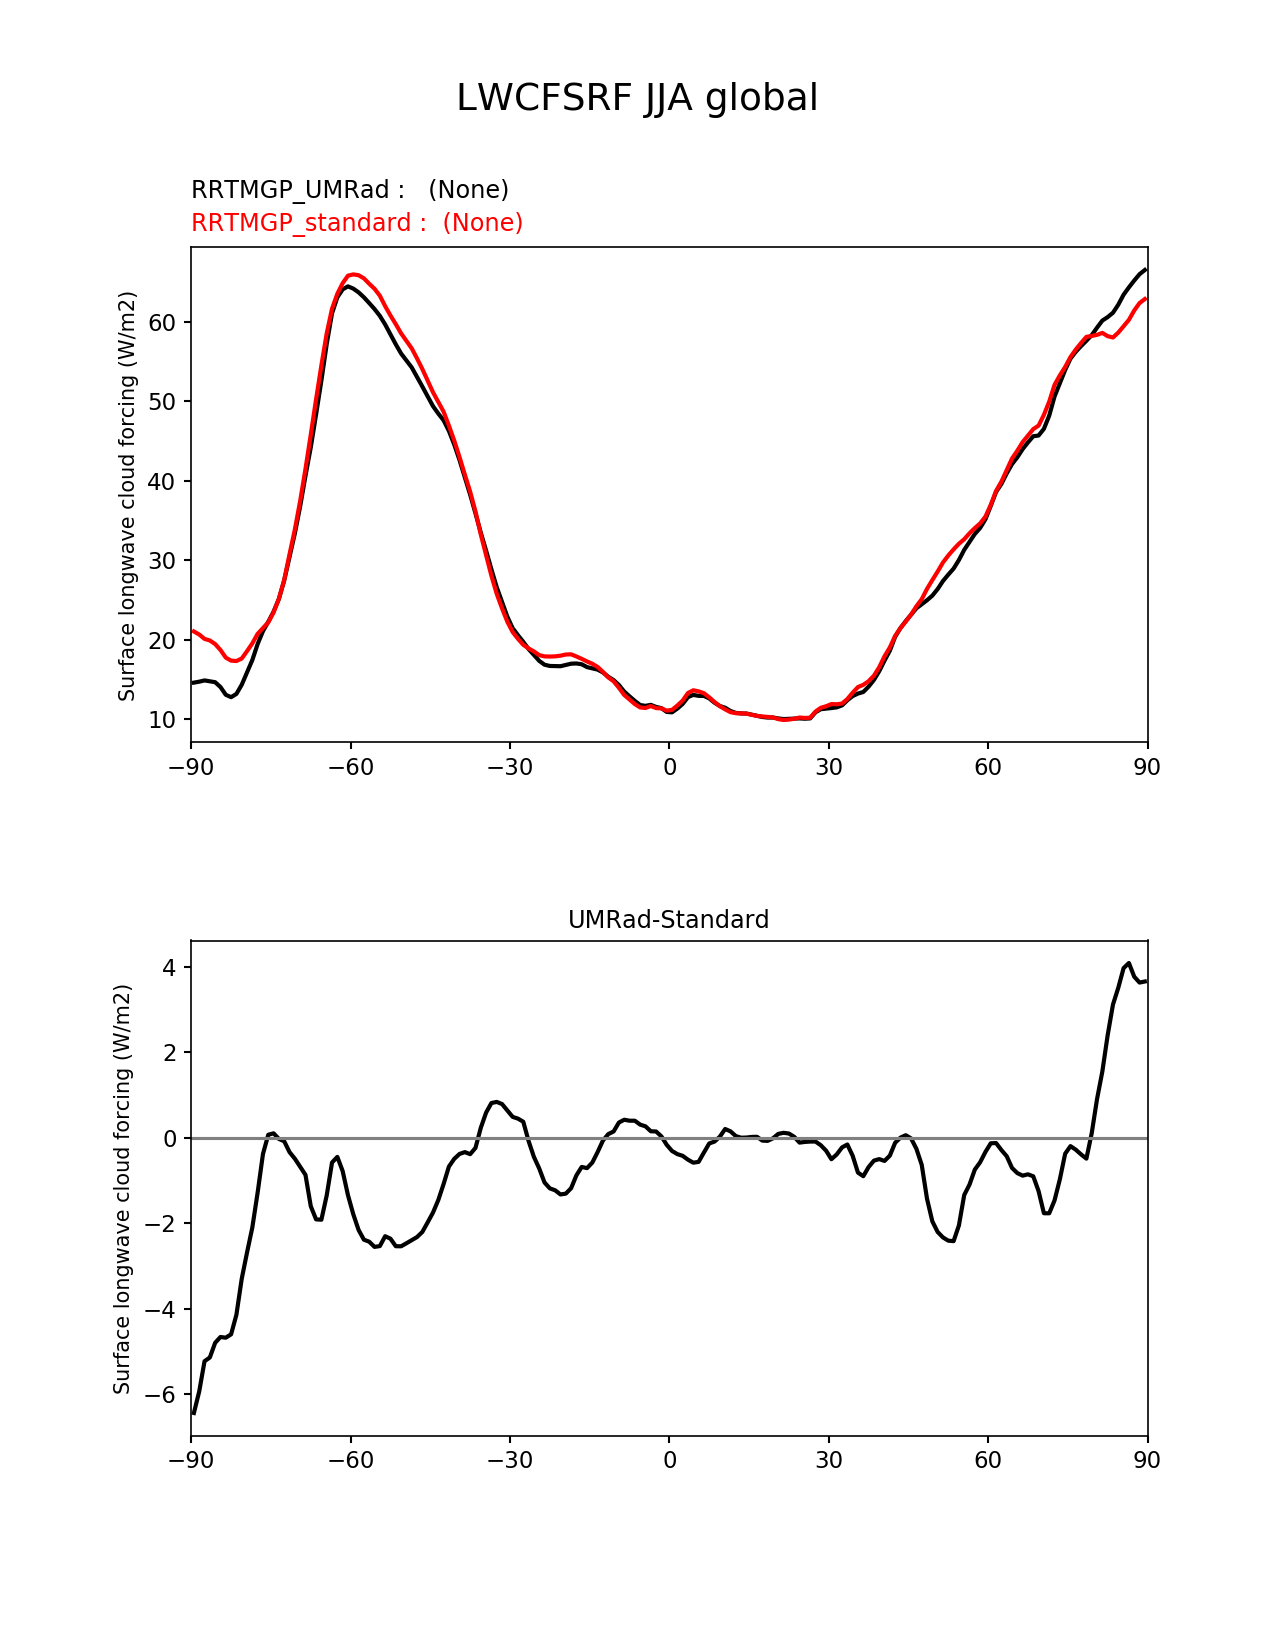 LWCFSRF JJA global
RRTMGP_UMRad :   (None)
RRTMGP_standard :  (None)
Surface longwave cloud forcing (W/m2)
60
50
40
30
20
10
−90 −60 −30 0 30 60 90
UMRad-Standard
Surface longwave cloud forcing (W/m2)
4
2
0
−2
−4
−6
−90 −60 −30 0 30 60 90